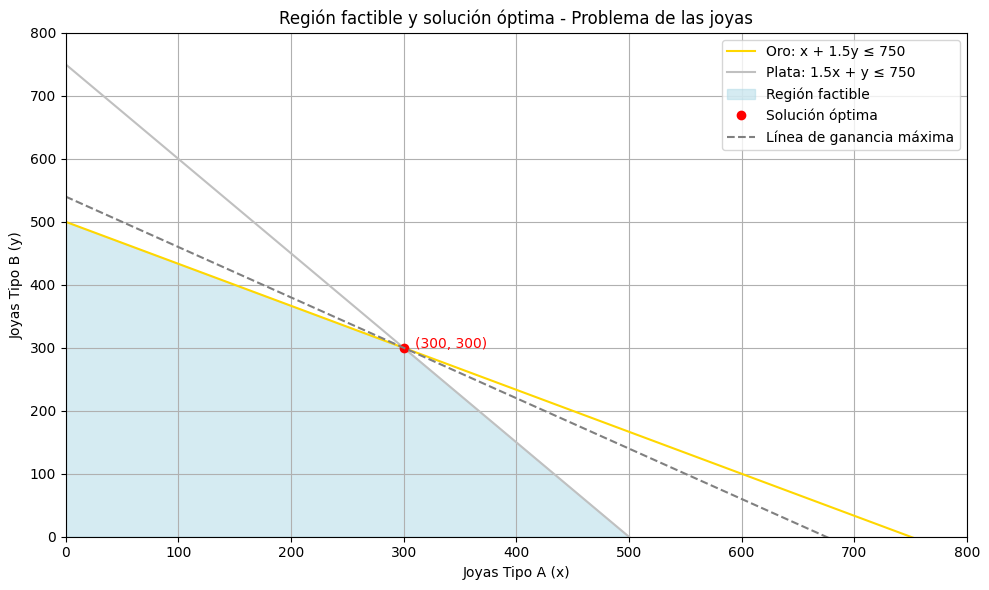 Región factible y solución óptima - Problema de las joyas
Oro: x + 1.5y ≤ 750
Plata: 1.5x + y ≤ 750
Región factible
Solución óptima
Línea de ganancia máxima
Joyas Tipo B (y)
800
700
600
500
400
300
200
100
0
(300, 300)
0 100 200 300 400 500 600 700 800
Joyas Tipo A (x)